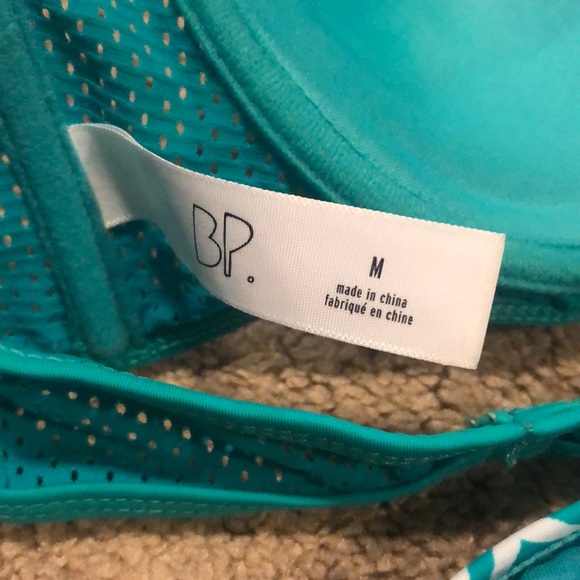 BP.
M
made in china
fabriqué en chine